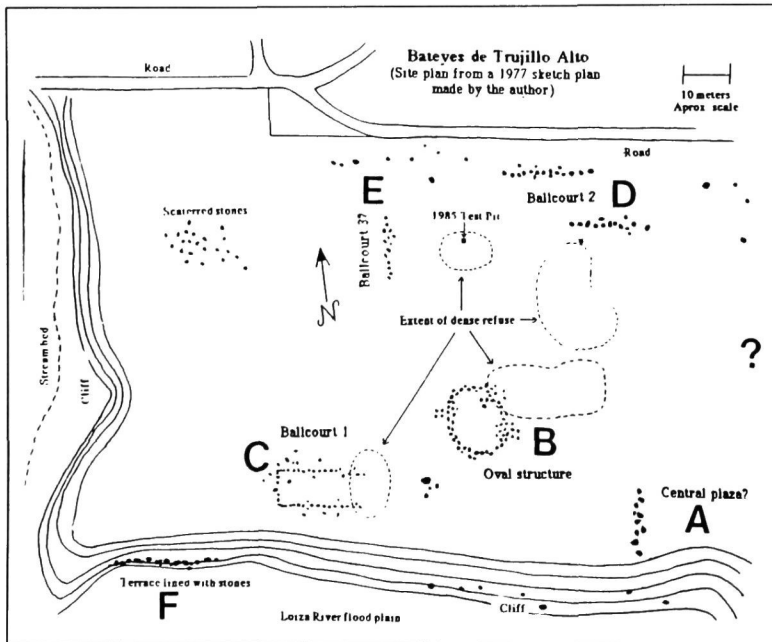 Bateyes de Trujillo Alto
(Site plan from a 1977 sketch plan
made by the author)
10 meters
Aprox scale
Road
Road
E
D
Ballcourt 2
Scaterred stones
1985 Test Pit
Ballcourt 3?
N
Extent of dense refuse
?
Streambed
Cliff
Ballcourt 1
C
B
Oval structure
Central plaza?
A
Terrace lined with stones
F
Cliff
Loiza River flood plain